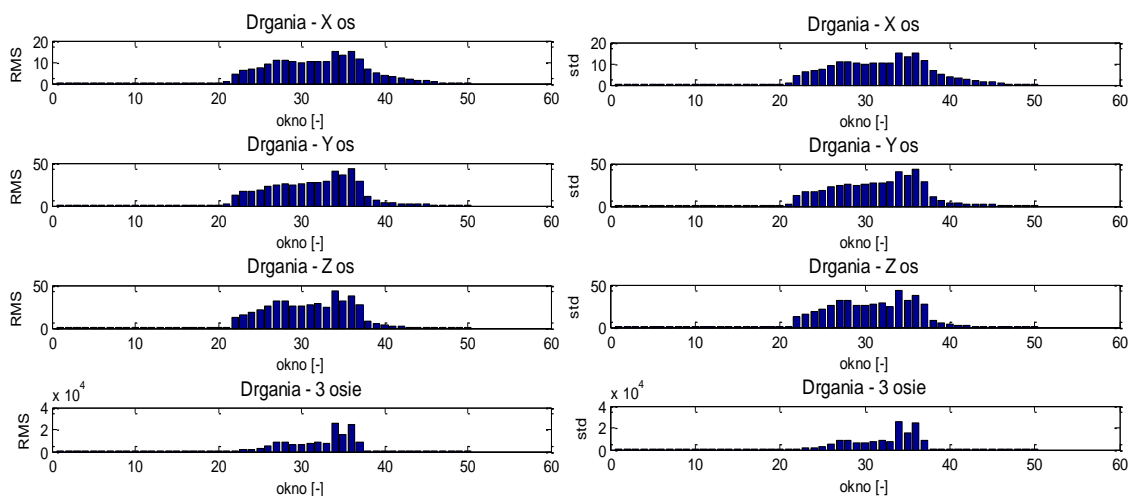 Drgania - X os
20
10
0
RMS
0 10 20 30 40 50 60
okno [-]
Drgania - Y os
50
0
RMS
0 10 20 30 40 50 60
okno [-]
Drgania - Z os
50
0
RMS
0 10 20 30 40 50 60
okno [-]
Drgania - 3 osie
x 10^4
4
2
0
RMS
0 10 20 30 40 50 60
okno [-]
Drgania - X os
20
10
0
std
0 10 20 30 40 50 60
okno [-]
Drgania - Y os
50
0
std
0 10 20 30 40 50 60
okno [-]
Drgania - Z os
50
0
std
0 10 20 30 40 50 60
okno [-]
Drgania - 3 osie
x 10^4
4
2
0
std
0 10 20 30 40 50 60
okno [-]